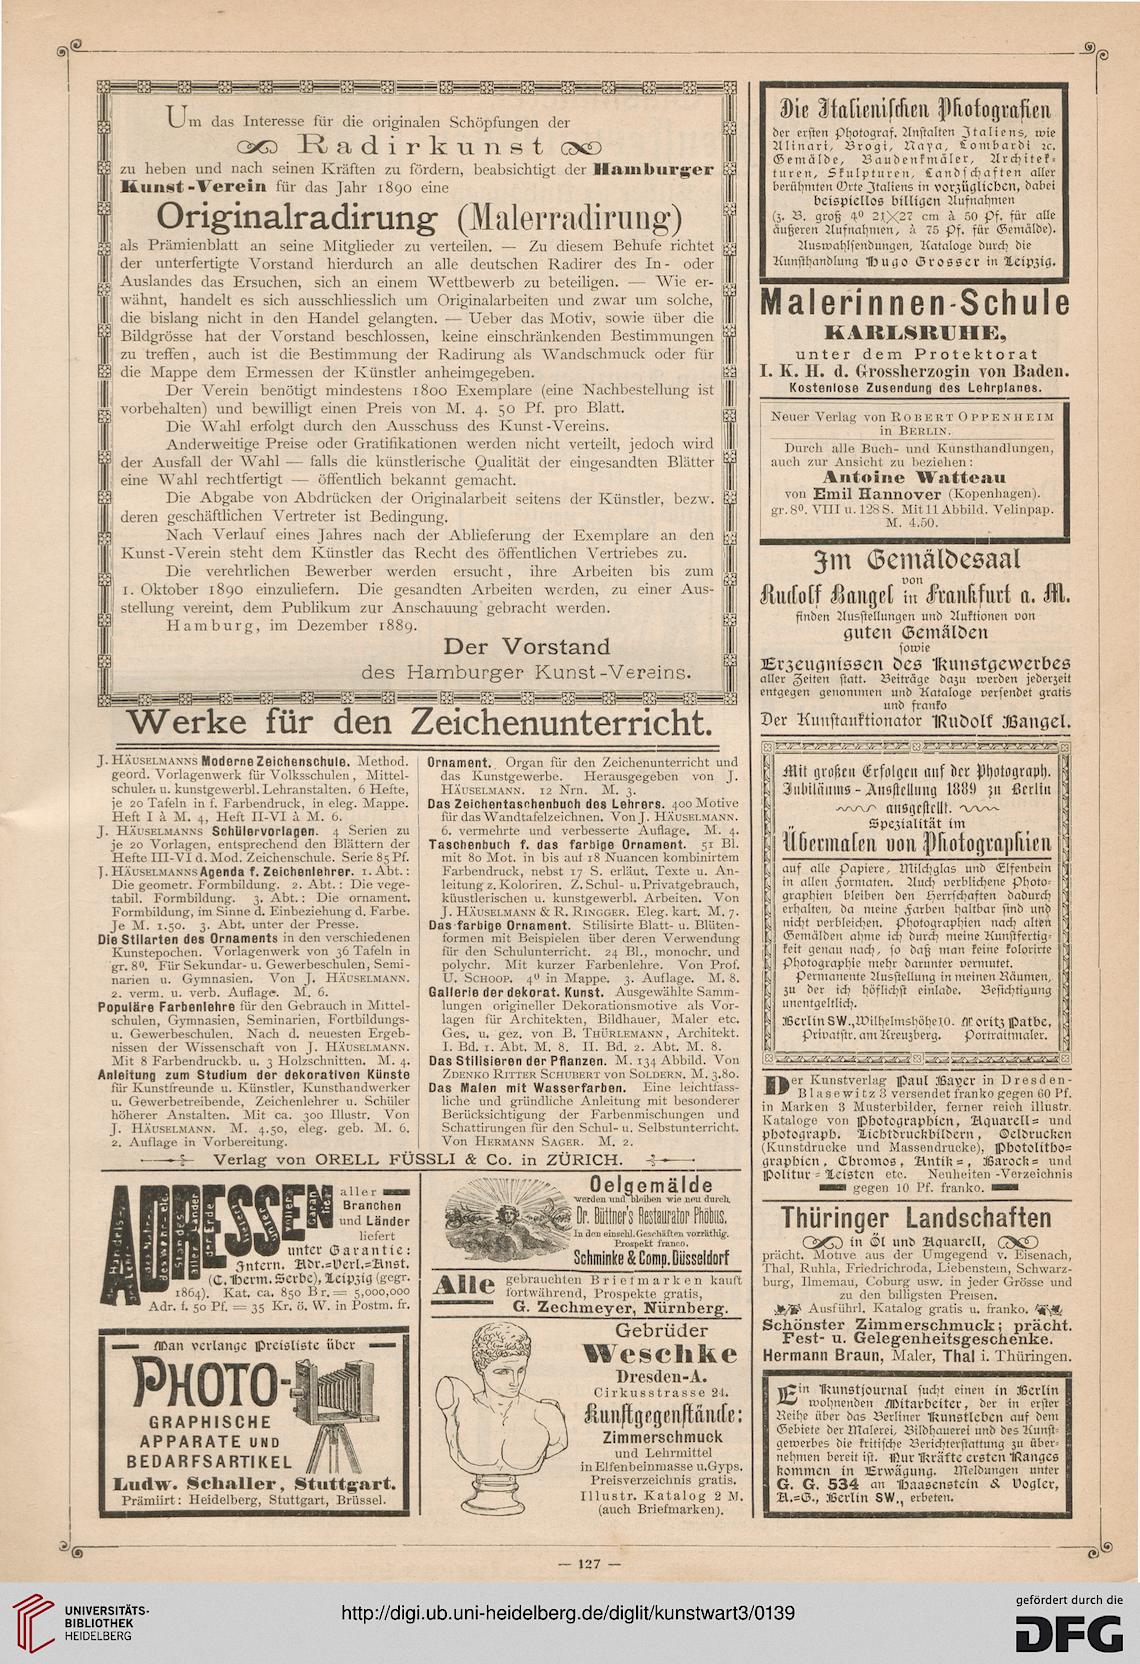 Um das Interesse für die originalen Schöpfungen der
Radirkunst
zu heben und nach seinen Kräften zu fördern, beabsichtigt der Hamburger
Kunst-Verein für das Jahr 1890 eine
Originalradirung (Malerradirung)
als Prämienblatt an seine Mitglieder zu verteilen. — Zu diesem Behufe richtet
der unterfertigte Vorstand hierdurch an alle deutschen Radirer des In- oder
Auslandes das Ersuchen, sich an einem Wettbewerb zu beteiligen. — Wie er-
wähnt, handelt es sich ausschliesslich um Originalarbeiten und zwar um solche,
die bislang nicht in den Handel gelangten. — Ueber das Motiv, sowie über die
Bildgrösse hat der Vorstand beschlossen, keine einschränkenden Bestimmungen
zu treffen, auch ist die Bestimmung der Radirung als Wandschmuck oder für
die Mappe dem Ermessen der Künstler anheimgegeben.
Der Verein benötigt mindestens 1800 Exemplare (eine Nachbestellung ist
vorbehalten) und bewilligt einen Preis von M. 4. 50 Pf. pro Blatt.
Die Wahl erfolgt durch den Ausschuss des Kunst-Vereins.
Anderweitige Preise oder Gratifikationen werden nicht verteilt, jedoch wird
der Ausfall der Wahl — falls die künstlerische Qualität der eingesandten Blätter
eine Wahl rechtfertigt — öffentlich bekannt gemacht.
Die Abgabe von Abdrücken der Originalarbeit seitens der Künstler, bezw.
deren geschäftlichen Vertreter ist Bedingung.
Nach Verlauf eines Jahres nach der Ablieferung der Exemplare an den
Kunst-Verein steht dem Künstler das Recht des öffentlichen Vertriebes zu.
Die verehrlichen Bewerber werden ersucht, ihre Arbeiten bis zum
1. Oktober 1890 einzuliefern. Die gesandten Arbeiten werden, zu einer Aus-
stellung vereint, dem Publikum zur Anschauung gebracht werden.
Hamburg, im Dezember 1889.
Der Vorstand
des Hamburger Kunst-Vereins.
Werke für den Zeichenunterricht.
J. HÄUSELMANNS Moderne Zeichenschule. Method.
geord. Vorlagenwerk für Volksschulen, Mittel-
schulen u. kunstgewerbl. Lehranstalten. 6 Hefte,
je 20 Tafeln in f. Farbendruck, in eleg. Mappe.
Heft I à M. 4, Heft II-VI à M. 6.
J. HÄUSELMANNS Schülervorlagen. 4 Serien zu
je 20 Vorlagen, entsprechend den Blättern der
Hefte III-VI d. Mod. Zeichenschule. Serie 85 Pf.
J. HÄUSELMANNS Agenda f. Zeichenlehrer. 1. Abt.:
Die geometr. Formbildung. 2. Abt.: Die vege-
tabil. Formbildung. 3. Abt.: Die ornament.
Formbildung, im Sinne d. Einbeziehung d. Farbe.
Je M. 1.50. 3. Abt. unter der Presse.
Die Stilarten des Ornaments in den verschiedenen
Kunstepochen. Vorlagenwerk von 36 Tafeln in
gr. 8⁰. Für Sekundar- u. Gewerbeschulen, Semi-
narien u. Gymnasien. Von J. HÄUSELMANN.
2. verm. u. verb. Auflage. M. 6.
Populäre Farbenlehre für den Gebrauch in Mittel-
schulen, Gymnasien, Seminarien, Fortbildungs-
u. Gewerbeschulen. Nach d. neuesten Ergeb-
nissen der Wissenschaft von J. HÄUSELMANN.
Mit 8 Farbendruckb. u. 3 Holzschnitten. M. 4.
Anleitung zum Studium der dekorativen Künste
für Kunstfreunde u. Künstler, Kunsthandwerker
u. Gewerbetreibende, Zeichenlehrer u. Schüler
höherer Anstalten. Mit ca. 300 Illustr. Von
J. HÄUSELMANN. M. 4.50, eleg. geb. M. 6.
2. Auflage in Vorbereitung.
Ornament. Organ für den Zeichenunterricht und
das Kunstgewerbe. Herausgegeben von J.
HÄUSELMANN. 12 Nrn. M. 3.
Das Zeichentaschenbuch des Lehrers. 400 Motive
für das Wandtafelzeichnen. Von J. HÄUSELMANN.
6. vermehrte und verbesserte Auflage. M. 4.
Taschenbuch f. das farbige Ornament. 51 Bl.
mit 80 Mot. in bis auf 18 Nuancen kombinirtem
Farbendruck, nebst 17 S. erläut. Texte u. An-
leitung z. Koloriren. Z. Schul- u. Privatgebrauch,
küustlerischen u. kunstgewerbl. Arbeiten. Von
J. HÄUSELMANN & R. RINGGER. Eleg. kart. M. 7.
Das farbige Ornament. Stilisirte Blatt- u. Blüten-
formen mit Beispielen über deren Verwendung
für den Schulunterricht. 24 Bl., monochr. und
polychr. Mit kurzer Farbenlehre. Von Prof.
U. SCHOOP. 4⁰ in Mappe. 3. Auflage. M. 8.
Gallerie der dekorat. Kunst. Ausgewählte Samm-
lungen origineller Dekorationsmotive als Vor-
lagen für Architekten, Bildhauer, Maler etc.
Ges. u. gez. von B. THÜRLEMANN, Architekt.
I. Bd. 1. Abt. M. 8. II. Bd. 2. Abt. M. 8.
Das Stilisieren der Pflanzen. M. 134 Abbild. Von
ZDENKO RITTER SCHUBERT von SOLDERN. M. 3.80.
Das Malen mit Wasserfarben. Eine leichtfass-
liche und gründliche Anleitung mit besonderer
Berücksichtigung der Farbenmischungen und
Schattirungen für den Schul- u. Selbstunterricht.
Von HERMANN SAGER. M. 2.
Verlag von ORELL FÜSSLI & Co. in ZÜRICH.
ADRESSEN
aller
Branchen
und Länder
liefert
unter Garantie:
Intern. Adr.=Verl.=Anst.
(C. Herm. Serbe), Leipzig (gegr.
1864). Kat. ca. 850 Br. = 5,000,000
Adr. f. 50 Pf. = 35 Kr. ö. W. in Postm. fr.
Man verlange Preisliste über
PHOTO-
GRAPHISCHE
APPARATE UND
BEDARFSARTIKEL
Ludw. Schaller, Stuttgart.
Prämiirt: Heidelberg, Stuttgart, Brüssel.
Oelgemälde
werden und bleiben wie neu durch
Dr. Büttner's Restaurator Phöbus,
In den einschl. Geschäften vorräthig.
Prospekt franco.
Schminke & Comp. Düsseldorf
Alle gebrauchten Briefmarken kauft
fortwährend, Prospekte gratis,
G. Zechmeyer, Nürnberg.
Gebrüder
Weschke
Dresden-A.
Cirkusstrasse 24.
Kunstgegenstände:
Zimmerschmuck
und Lehrmittel
in Elfenbeinmasse u. Gyps.
Preisverzeichnis gratis.
Illustr. Katalog 2 M.
(auch Briefmarken).
Die Italienischen Photografien
der ersten Photograf. Anstalten Italiens, wie
Alinari, Brogi, Naya, Lombardi ꝛc.
Gemälde, Baudenkmäler, Architek=
turen, Skulpturen, Landschaften aller
berühmten Orte Italiens in vorzüglichen, dabei
beispiellos billigen Aufnahmen
(z. B. groß 4⁰ 21×27 cm à 50 Pf. für alle
äußeren Aufnahmen, à 75 Pf. für Gemälde).
Auswahlsendungen, Kataloge durch die
Kunsthandlung Hugo Grosser in Leipzig.
Malerinnen-Schule
KARLSRUHE,
unter dem Protektorat
I. K. H. d. Grossherzogin von Baden.
Kostenlose Zusendung des Lehrplanes.
Neuer Verlag von ROBERT OPPENHEIM
in BERLIN.
Durch alle Buch- und Kunsthandlungen,
auch zur Ansicht zu beziehen:
Antoine Watteau
von Emil Hannover (Kopenhagen).
gr. 8⁰. VIII u. 128 S. Mit 11 Abbild. Velinpap.
M. 4.50.
Im Gemäldesaal
von
Rudolf Bangel in Frankfurt a. M.
finden Ausstellungen und Auktionen von
guten Gemälden
sowie
Erzeugnissen des Kunstgewerbes
aller Zeiten statt. Beiträge dazu werden jederzeit
entgegen genommen und Kataloge versendet gratis
und franko
Der Kunstauktionator Rudolf Bangel.
Mit großen Erfolgen auf der Photograph.
Jubiläums-Ausstellung 1889 zu Berlin
ausgestellt.
Spezialität im
Übermalen von Photographien
auf alle Papiere, Milchglas und Elfenbein
in allen Formaten. Auch verblichene Photo=
graphien bleiben den Herrschaften dadurch
erhalten, da meine Farben haltbar sind und
nicht verbleichen. Photographien nach alten
Gemälden ahme ich durch meine Kunstfertig=
keit genau nach, so daß man keine kolorirte
Photographie mehr darunter vermutet.
Permanente Ausstellung in meinen Räumen,
zu der ich höflichst einlade. Besichtigung
unentgeltlich.
Berlin SW., Wilhelmshöhe 10. Moritz Pathe,
Privatstr. am Kreuzberg. Portraitmaler.
Der Kunstverlag Paul Bayer in Dresden-
Blasewitz 3 versendet franko gegen 60 Pf.
in Marken 3 Musterbilder, ferner reich illustr.
Kataloge von Photographien, Aquarell= und
photograph. Lichtdruckbildern, Oeldrucken
(Kunstdrucke und Massendrucke), Photolitho=
graphien, Chromos, Antik=, Barock= und
Politur=Leisten etc. Neuheiten-Verzeichnis
gegen 10 Pf. franko.
Thüringer Landschaften
in Öl und Aquarell,
prächt. Motive aus der Umgegend v. Eisenach,
Thal, Ruhla, Friedrichroda, Liebenstein, Schwarz-
burg, Ilmenau, Coburg usw. in jeder Grösse und
zu den billigsten Preisen.
Ausführl. Katalog gratis u. franko.
Schönster Zimmerschmuck; prächt.
Fest- u. Gelegenheitsgeschenke.
Hermann Braun, Maler, Thal i. Thüringen.
Ein Kunstjournal sucht einen in Berlin
wohnenden Mitarbeiter, der in erster
Reihe über das Berliner Kunstleben auf dem
Gebiete der Malerei, Bildhauerei und des Kunst=
gewerbes die kritische Berichterstattung zu über=
nehmen bereit ist. Nur Kräfte ersten Ranges
kommen in Erwägung. Meldungen unter
G. G. 534 an Haasenstein & Vogler,
A.=G., Berlin SW., erbeten.
— 127 —
UNIVERSITÄTS-
BIBLIOTHEK
HEIDELBERG
http://digi.ub.uni-heidelberg.de/diglit/kunstwart3/0139
gefördert durch die
DFG